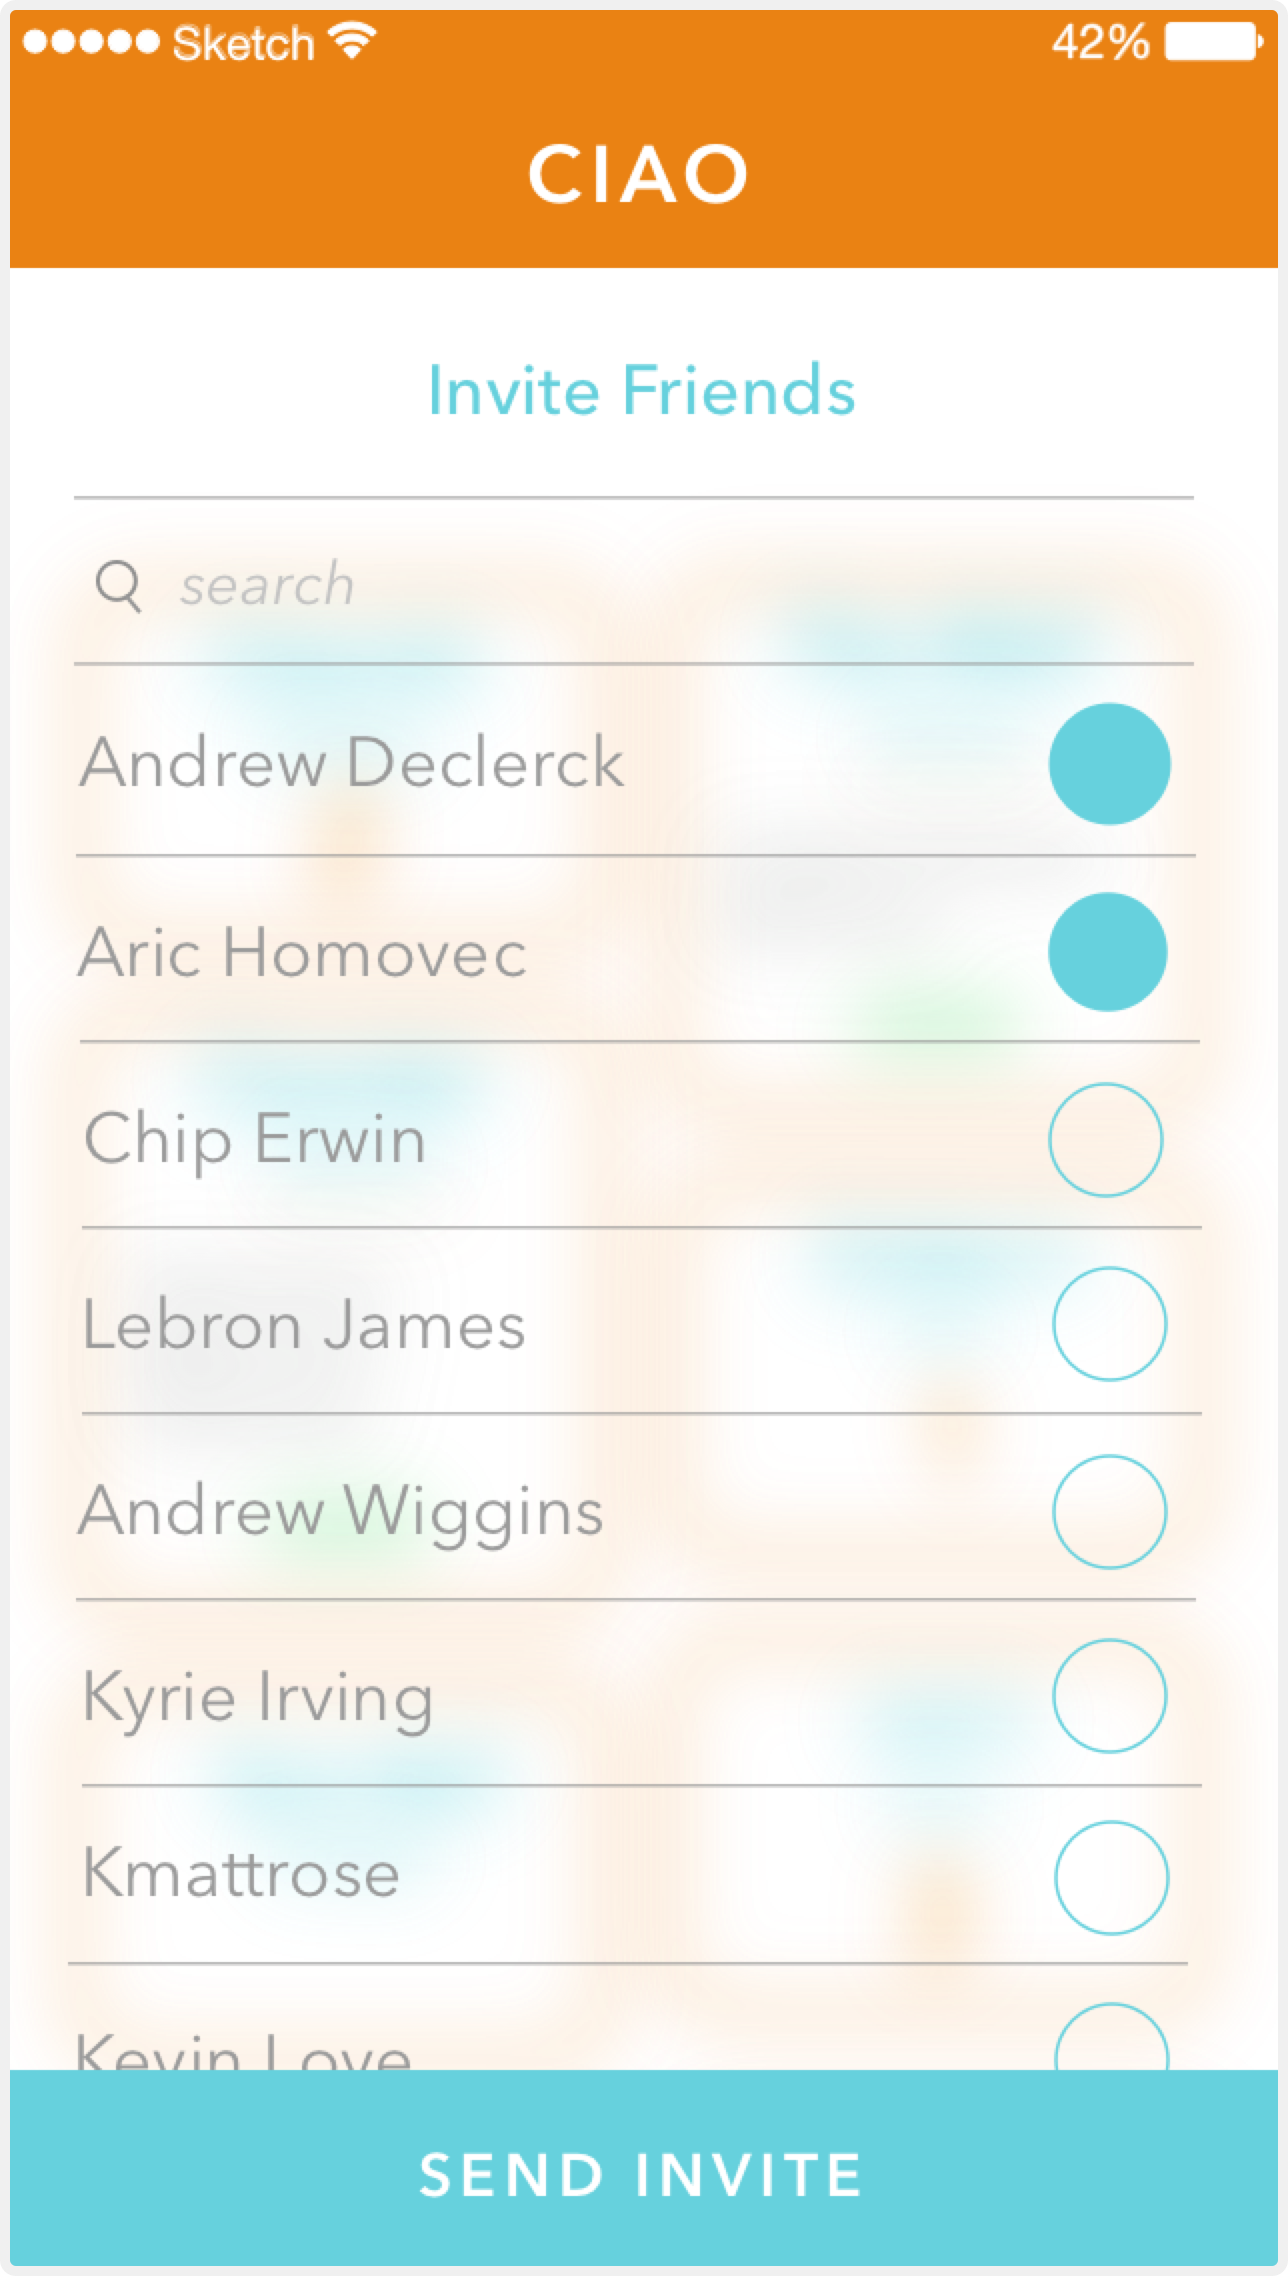 Sketch 42%
CIAO
Invite Friends
search
Andrew Declerck
Aric Homovec
Chip Erwin
Lebron James
Andrew Wiggins
Kyrie Irving
Kmattrose
Kevin Love
SEND INVITE